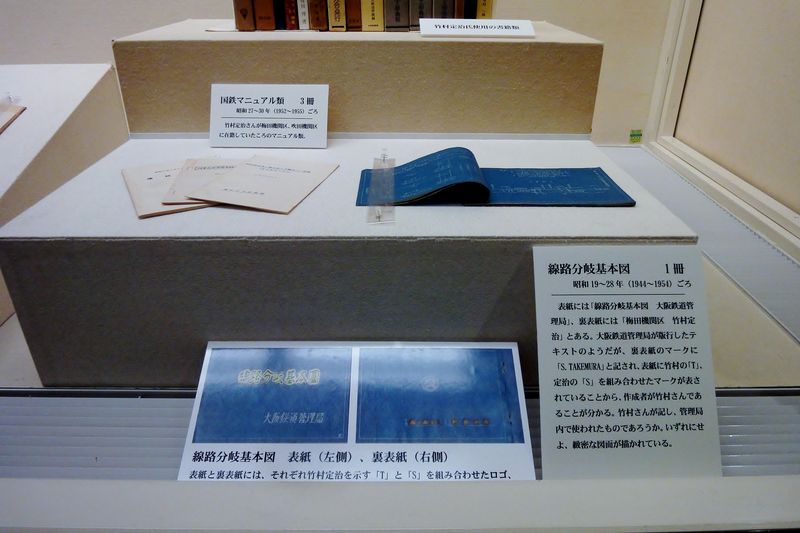 竹村定治氏使用の書籍類
国鉄マニュアル類　3冊
昭和27～30年（1952～1955）ごろ
竹村定治さんが梅田機関区、吹田機関区
に在籍していたころのマニュアル類。
線路分岐基本図　1冊
昭和19～28年（1944～1954）ごろ
表紙には「線路分岐基本図　大阪鉄道管
理局」、裏表紙には「梅田機関区　竹村定
治」とある。大阪鉄道管理局が版行したテ
キストのようだが、裏表紙のマークに
「S. TAKEMURA」と記され、表紙に竹村の「T」、
定治の「S」を組み合わせたマークが表さ
れていることから、作成者が竹村さんであ
ることが分かる。竹村さんが記し、管理局
内で使われたものであろうか。いずれにせ
よ、緻密な図面が描かれている。
線路分岐基本図
大阪鉄道管理局
線路分岐基本図　表紙（左側）、裏表紙（右側）
表紙と裏表紙には、それぞれ竹村定治を示す「T」と「S」を組み合わせたロゴ、